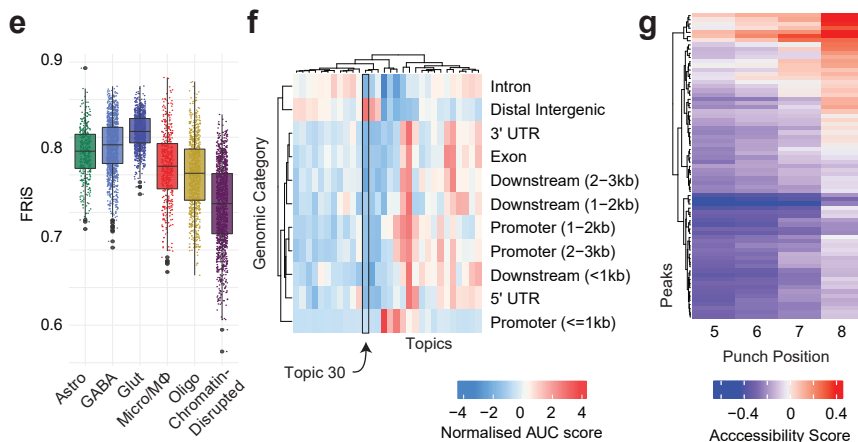 e
0.9
0.8
0.7
0.6
FRiS
Astro
GABA
Glut
Micro/MΦ
Oligo
Chromatin-
Disrupted
f
Genomic Category
Intron
Distal Intergenic
3' UTR
Exon
Downstream (2−3kb)
Downstream (1−2kb)
Promoter (1−2kb)
Promoter (2−3kb)
Downstream (<1kb)
5' UTR
Promoter (<=1kb)
Topics
Topic 30
−4 −2 0 2 4
Normalised AUC score
g
Peaks
5 6 7 8
Punch Position
−0.4 0 0.4
Acccessibility Score